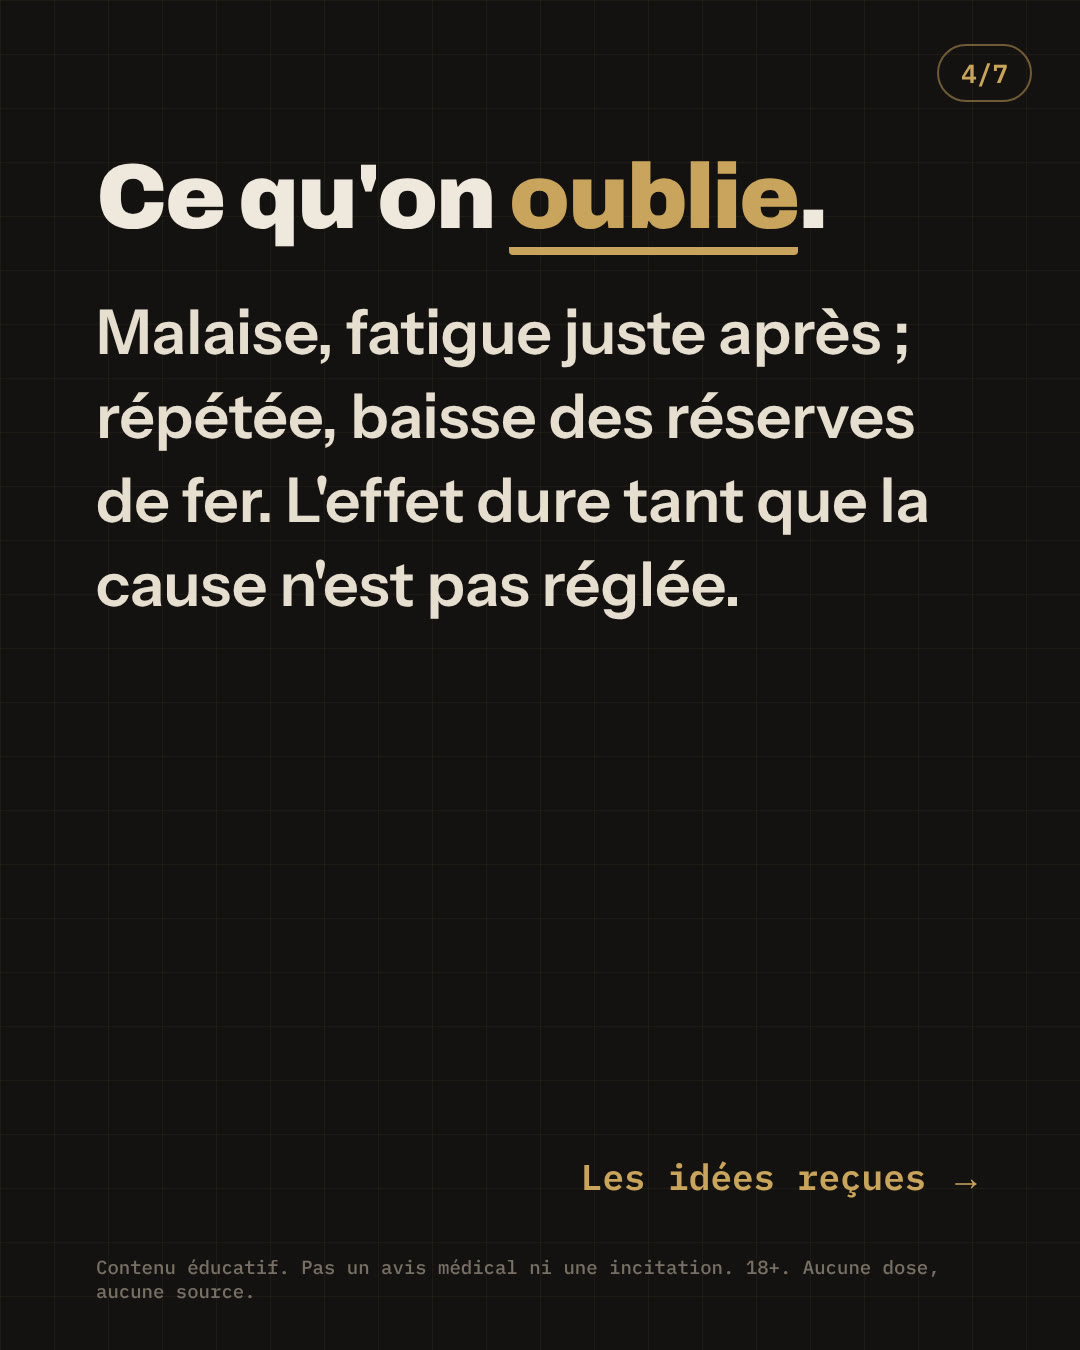 4/7
Ce qu'on oublie.
Malaise, fatigue juste après ;
répétée, baisse des réserves
de fer. L'effet dure tant que la
cause n'est pas réglée.
Les idées reçues →
Contenu éducatif. Pas un avis médical ni une incitation. 18+. Aucune dose,
aucune source.